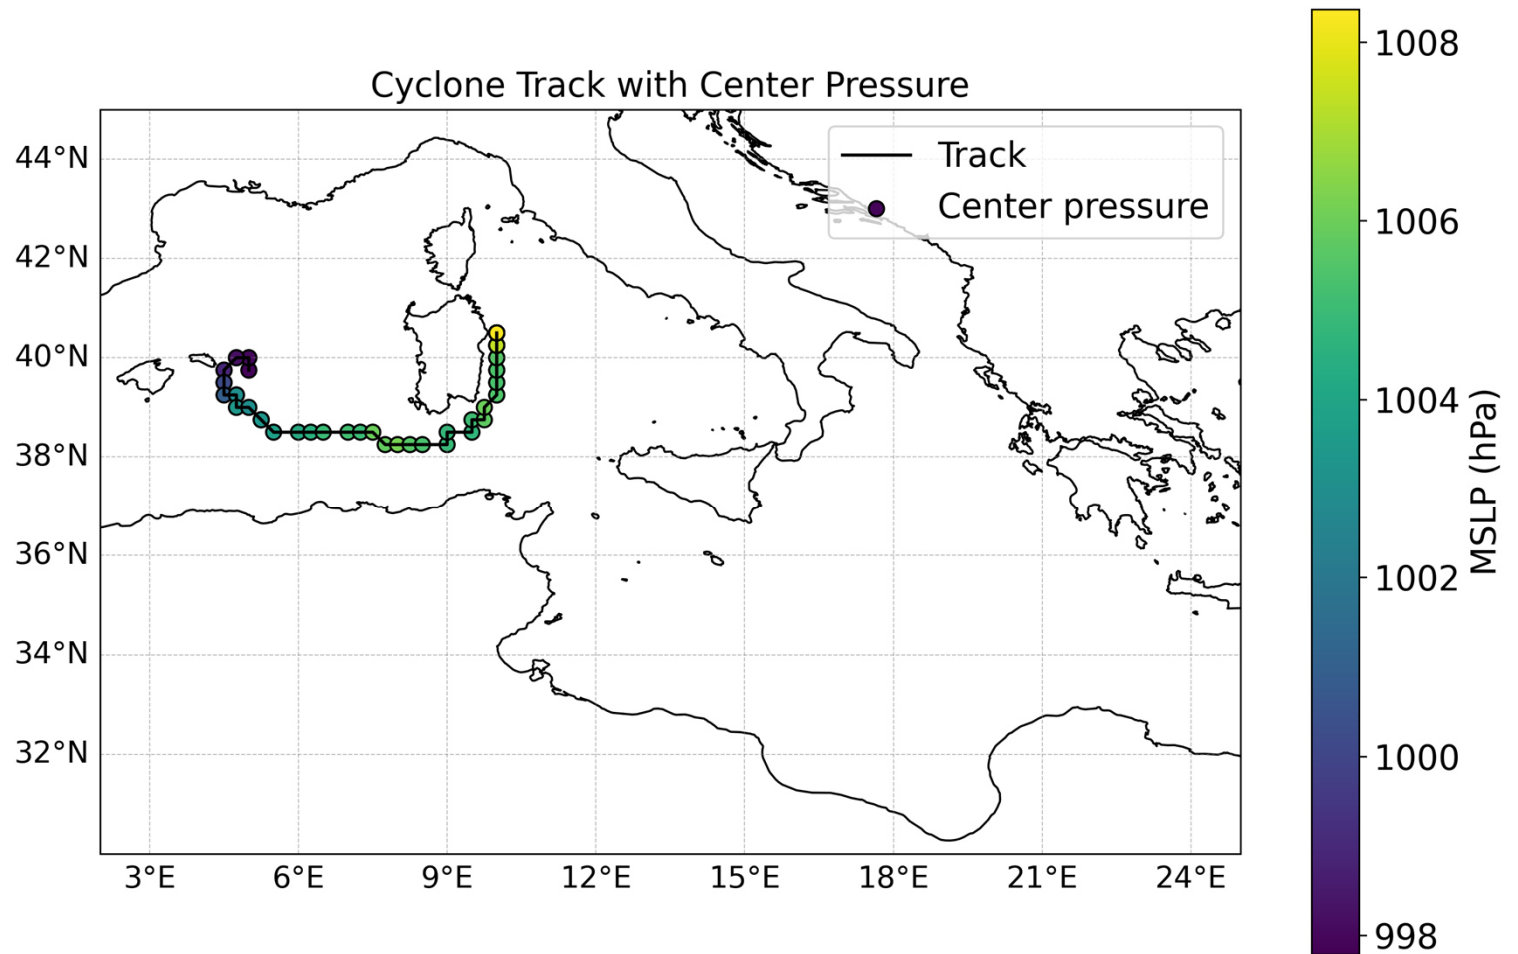 Cyclone Track with Center Pressure
Track
Center pressure
44°N
42°N
40°N
38°N
36°N
34°N
32°N
3°E
6°E
9°E
12°E
15°E
18°E
21°E
24°E
1008
1006
1004
1002
1000
998
MSLP (hPa)